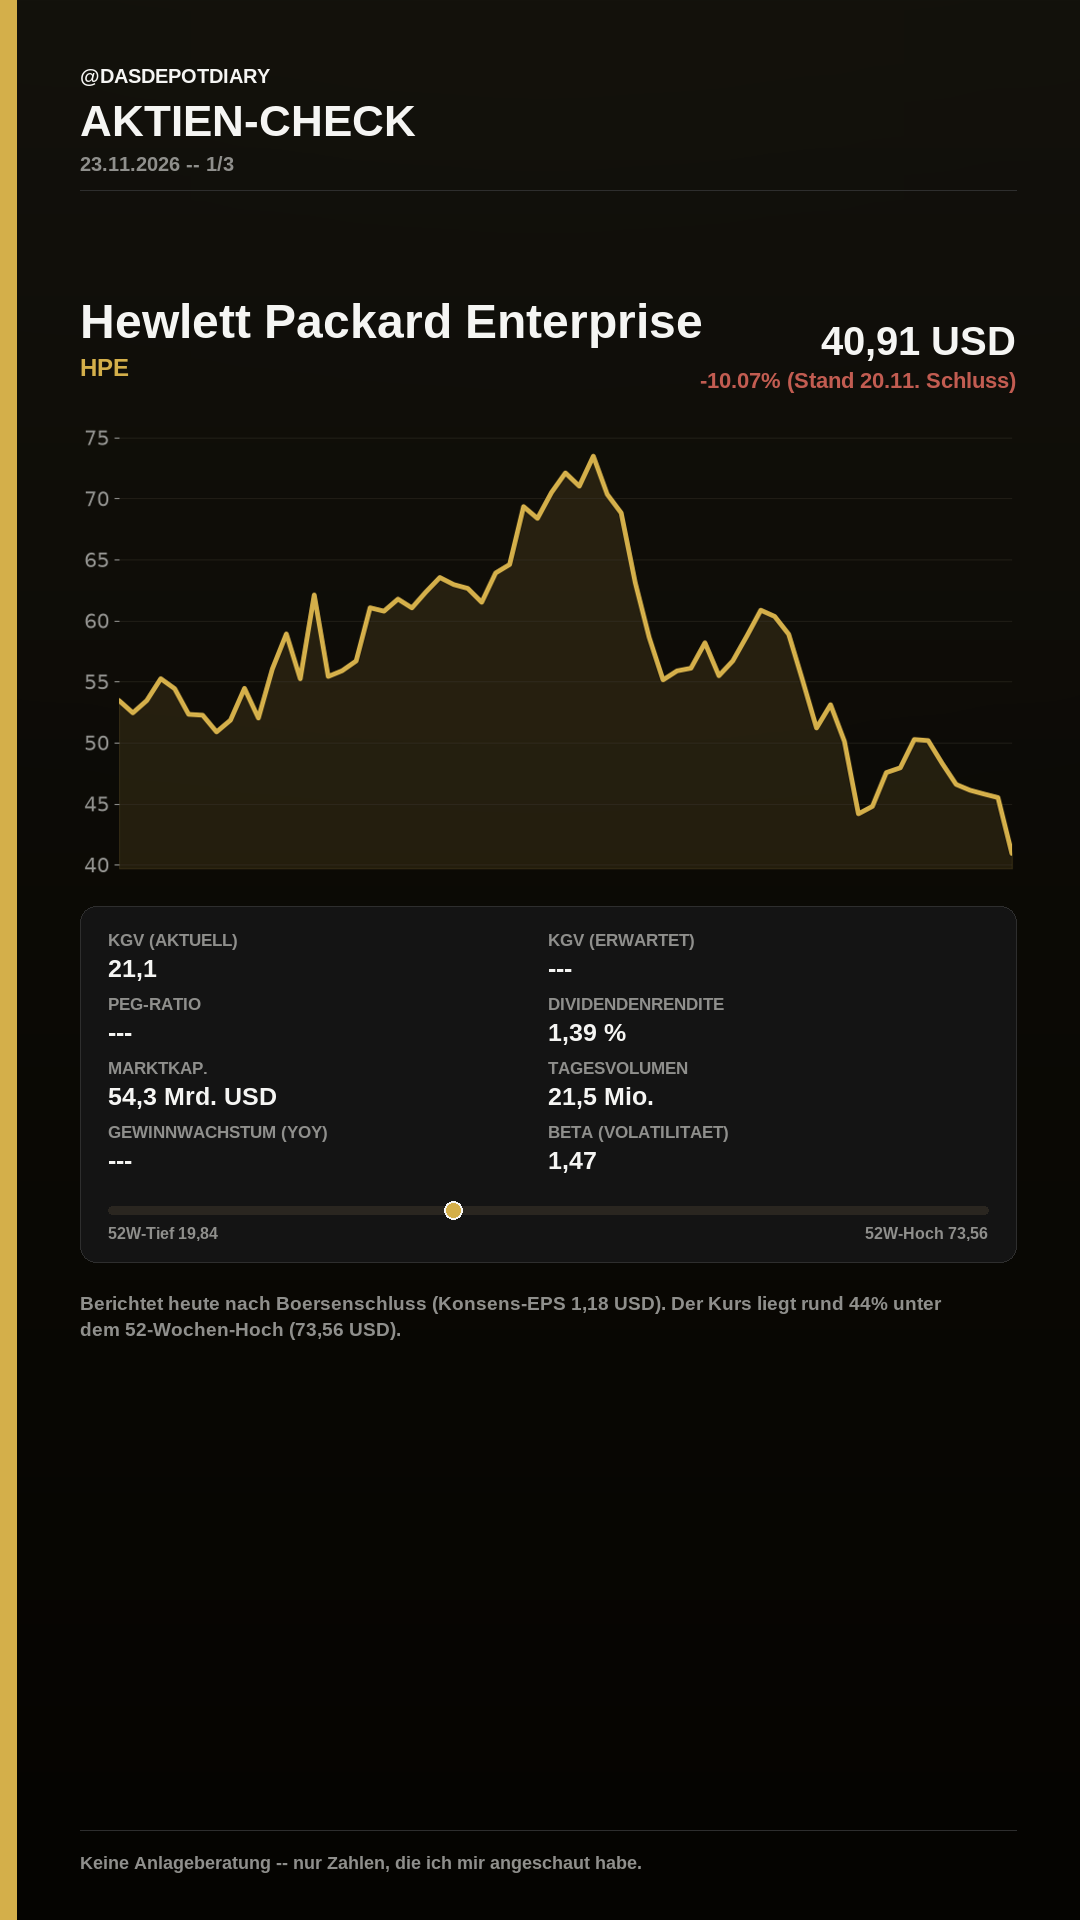 @DASDEPOTDIARY
AKTIEN-CHECK
23.11.2026 -- 1/3
Hewlett Packard Enterprise
HPE
40,91 USD
-10.07% (Stand 20.11. Schluss)
75
70
65
60
55
50
45
40
KGV (AKTUELL)
21,1
KGV (ERWARTET)
---
PEG-RATIO
---
DIVIDENDENRENDITE
1,39 %
MARKTKAP.
54,3 Mrd. USD
TAGESVOLUMEN
21,5 Mio.
GEWINNWACHSTUM (YOY)
---
BETA (VOLATILITAET)
1,47
52W-Tief 19,84
52W-Hoch 73,56
Berichtet heute nach Boersenschluss (Konsens-EPS 1,18 USD). Der Kurs liegt rund 44% unter
dem 52-Wochen-Hoch (73,56 USD).
Keine Anlageberatung -- nur Zahlen, die ich mir angeschaut habe.